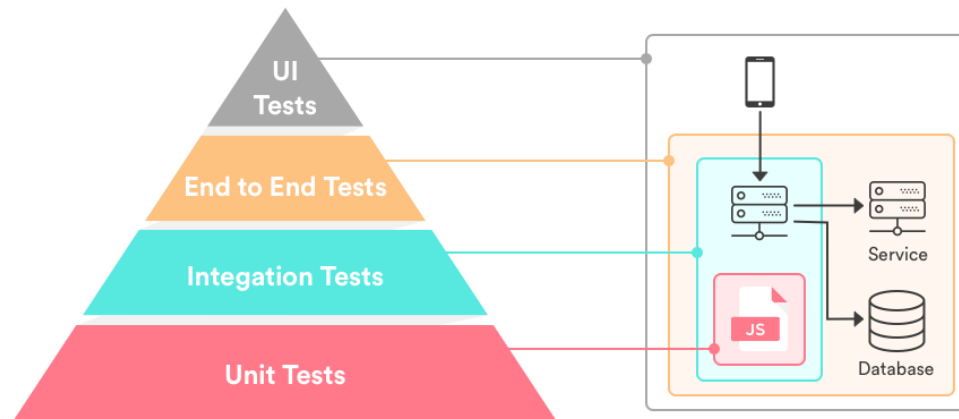 UI
Tests
End to End Tests
Integation Tests
Unit Tests
Service
JS
Database